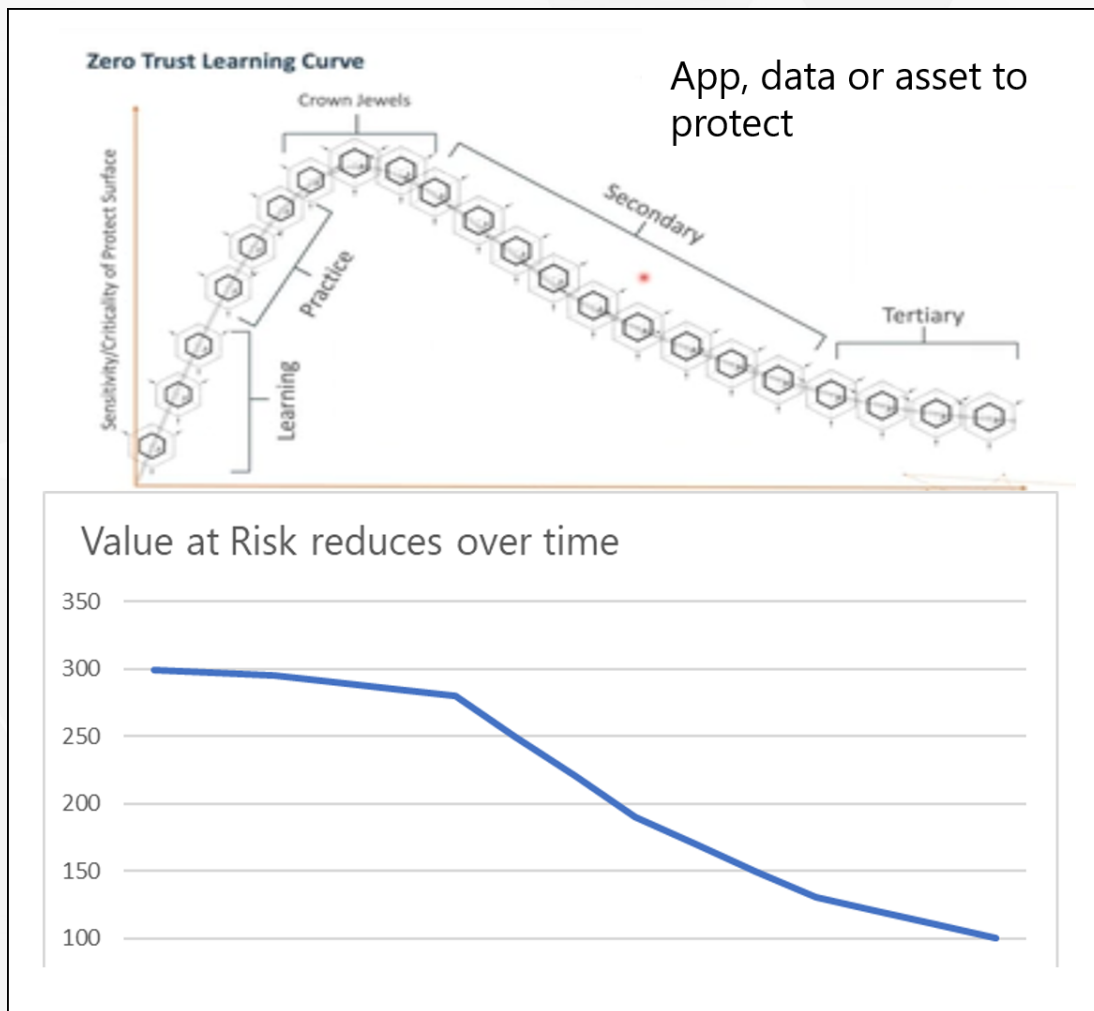 Zero Trust Learning Curve
App, data or asset to
protect
Crown Jewels
Sensitivity/Criticality of Protect Surface
Secondary
Practice
Learning
Tertiary
Value at Risk reduces over time
350
300
250
200
150
100